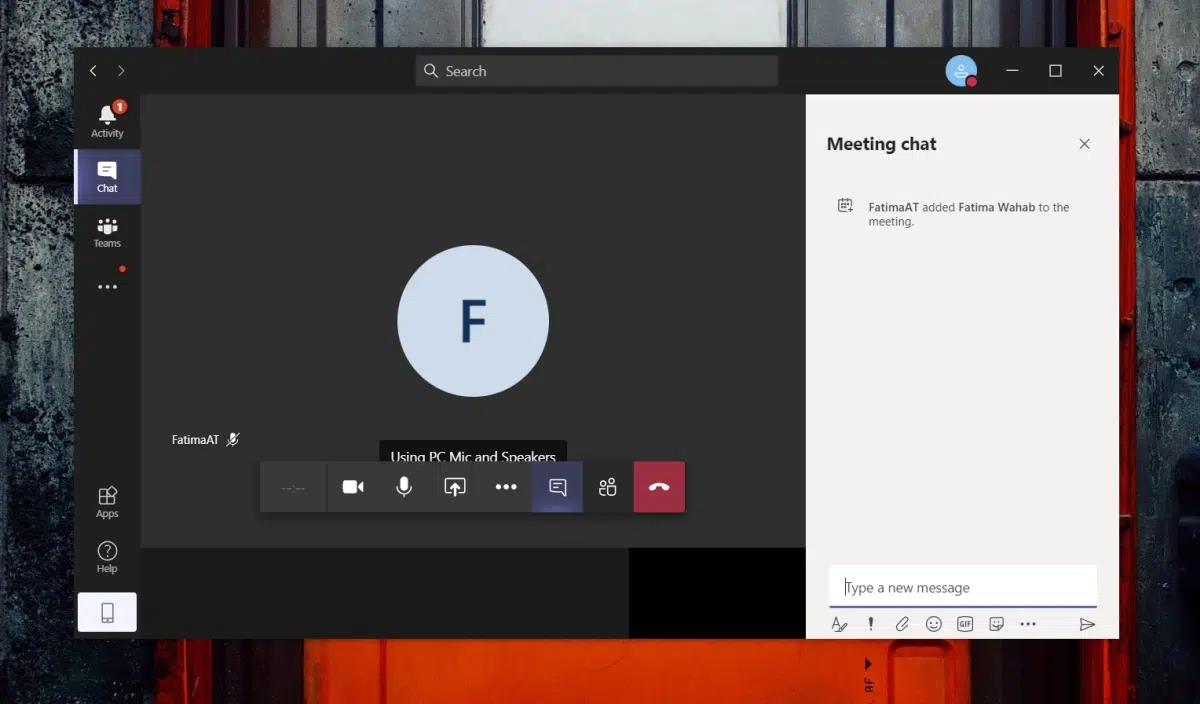 Search
1
Activity
Chat
Teams
Apps
Help
F
FatimaAT
Using PC Mic and Speakers
--:--
Meeting chat
FatimaAT added Fatima Wahab to the
meeting.
Type a new message
GIF
AF